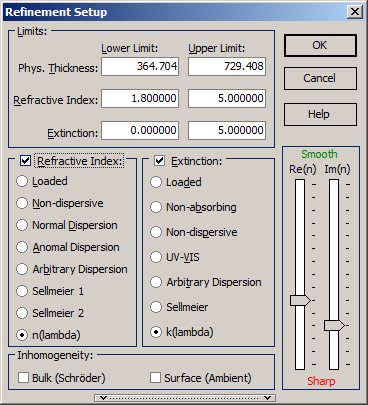 Refinement Setup
Limits:
Lower Limit: Upper Limit:
Phys. Thickness: 364.704 729.408
Refractive Index: 1.800000 5.000000
Extinction: 0.000000 5.000000
OK
Cancel
Help
Refractive Index:
Loaded
Non-dispersive
Normal Dispersion
Anomal Dispersion
Arbitrary Dispersion
Sellmeier 1
Sellmeier 2
n(lambda)
Extinction:
Loaded
Non-absorbing
Non-dispersive
UV-VIS
Arbitrary Dispersion
Sellmeier
k(lambda)
Smooth
Re(n) Im(n)
Sharp
Inhomogeneity:
Bulk (Schröder) Surface (Ambient)